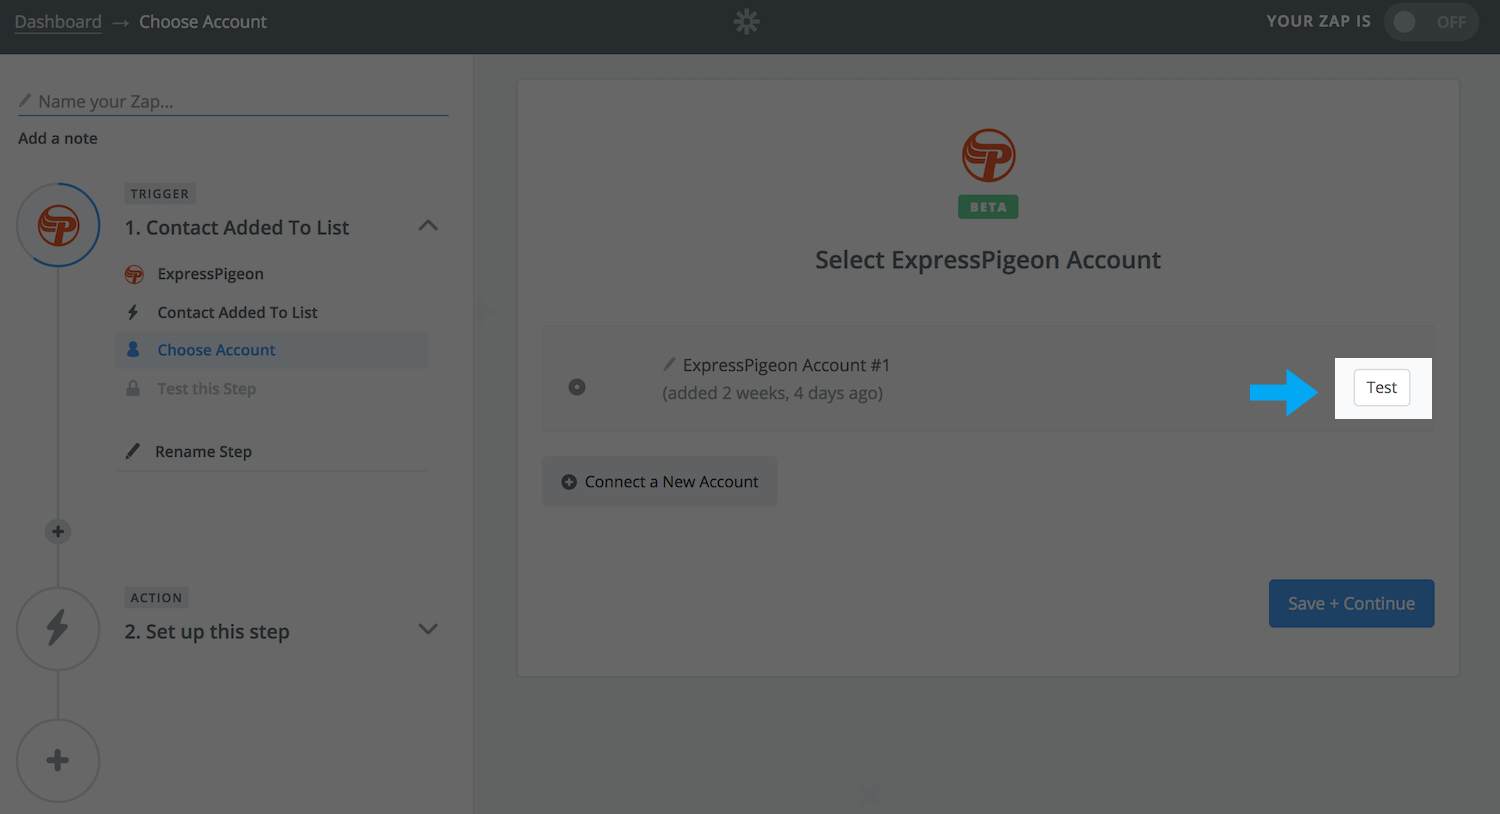 Dashboard → Choose Account
YOUR ZAP IS
OFF
Name your Zap...
Add a note
TRIGGER
1. Contact Added To List
ExpressPigeon
Contact Added To List
Choose Account
Test this Step
Rename Step
ACTION
2. Set up this step
BETA
Select ExpressPigeon Account
ExpressPigeon Account #1
(added 2 weeks, 4 days ago)
Test
Connect a New Account
Save + Continue